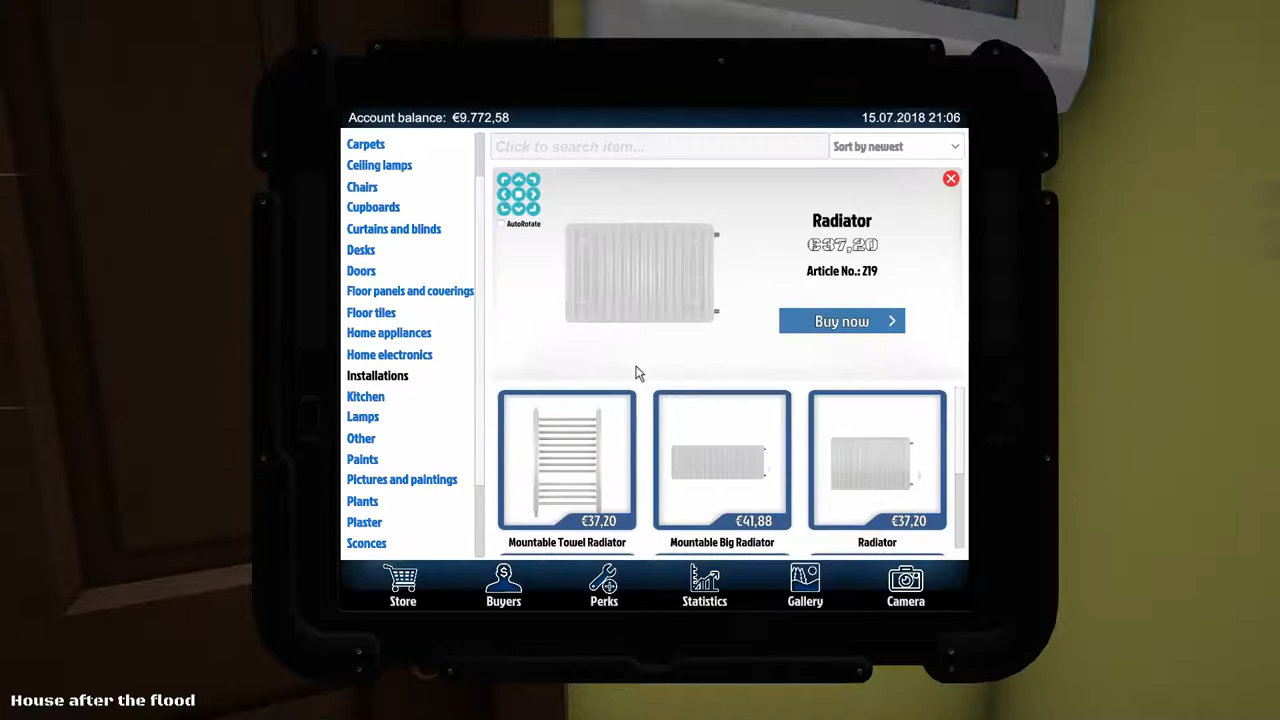 Account balance: €9.772,58
15.07.2018 21:06
Carpets
Ceiling lamps
Chairs
Cupboards
Curtains and blinds
Desks
Doors
Floor panels and coverings
Floor tiles
Home appliances
Home electronics
Installations
Kitchen
Lamps
Other
Paints
Pictures and paintings
Plants
Plaster
Sconces
Click to search item...
Sort by newest
AutoRotate
Radiator
€37,20
Article No.: Z19
Buy now
€37,20
€41,88
€37,20
Mountable Towel Radiator
Mountable Big Radiator
Radiator
Store
Buyers
Perks
Statistics
Gallery
Camera
House after the flood